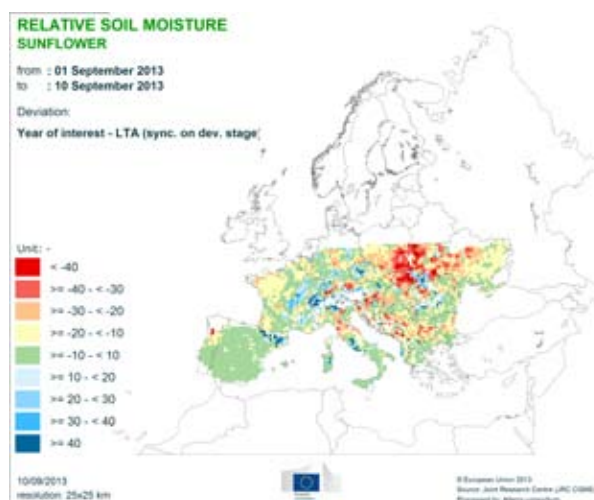 RELATIVE SOIL MOISTURE
SUNFLOWER
from : 01 September 2013
to : 10 September 2013
Deviation:
Year of interest - LTA (sync. on dev. stage)
Unit: -
< -40
>= -40 - < -30
>= -30 - < -20
>= -20 - < -10
>= -10 - < 10
>= 10 - < 20
>= 20 - < 30
>= 30 - < 40
>= 40
10/09/2013
resolution: 25x25 km
© European Union 2013
Source: Joint Research Centre (JRC CGMS)